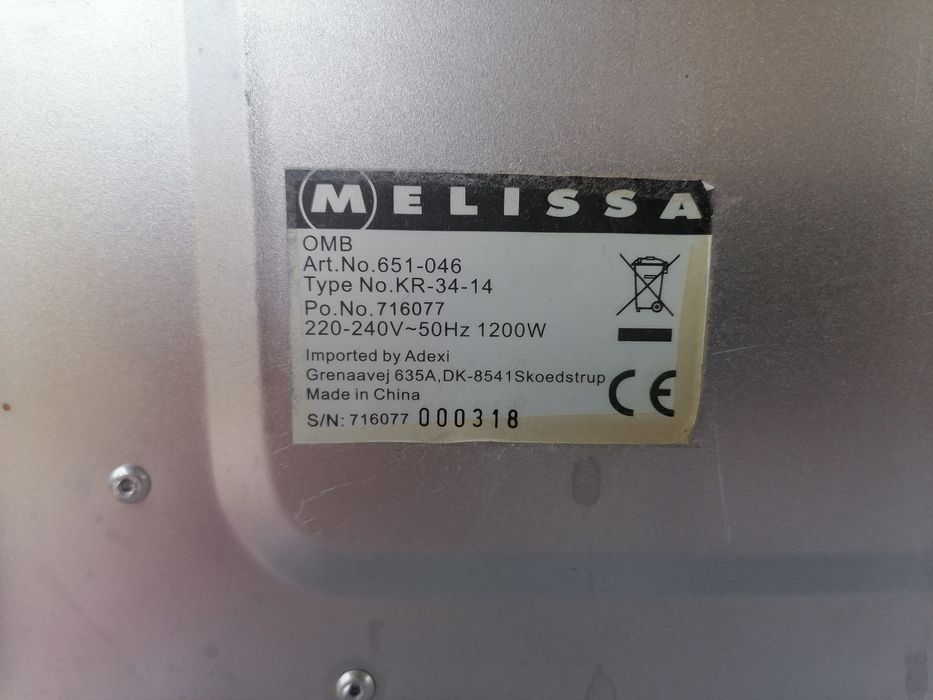 MELISSA
OMB
Art.No.651-046
Type No.KR-34-14
Po.No.716077
220-240V~50Hz 1200W
Imported by Adexi
Grenaavej 635A,DK-8541Skoedstrup
Made in China
CE
S/N: 716077 000318